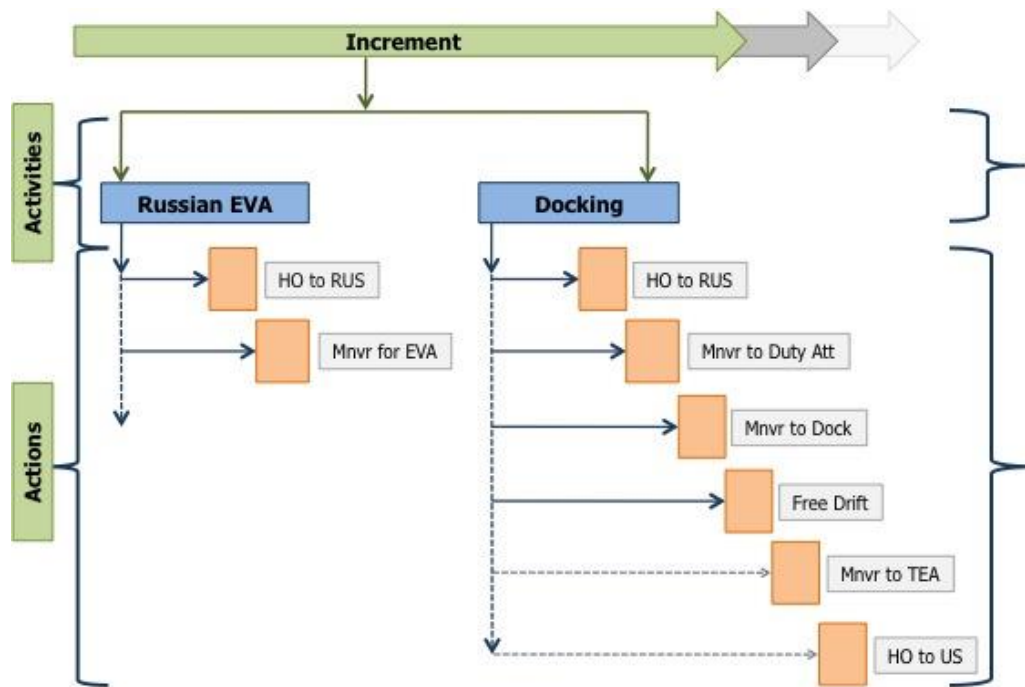 Increment
Activities
Russian EVA
Docking
Actions
HO to RUS
HO to RUS
Mnvr for EVA
Mnvr to Duty Att
Mnvr to Dock
Free Drift
Mnvr to TEA
HO to US